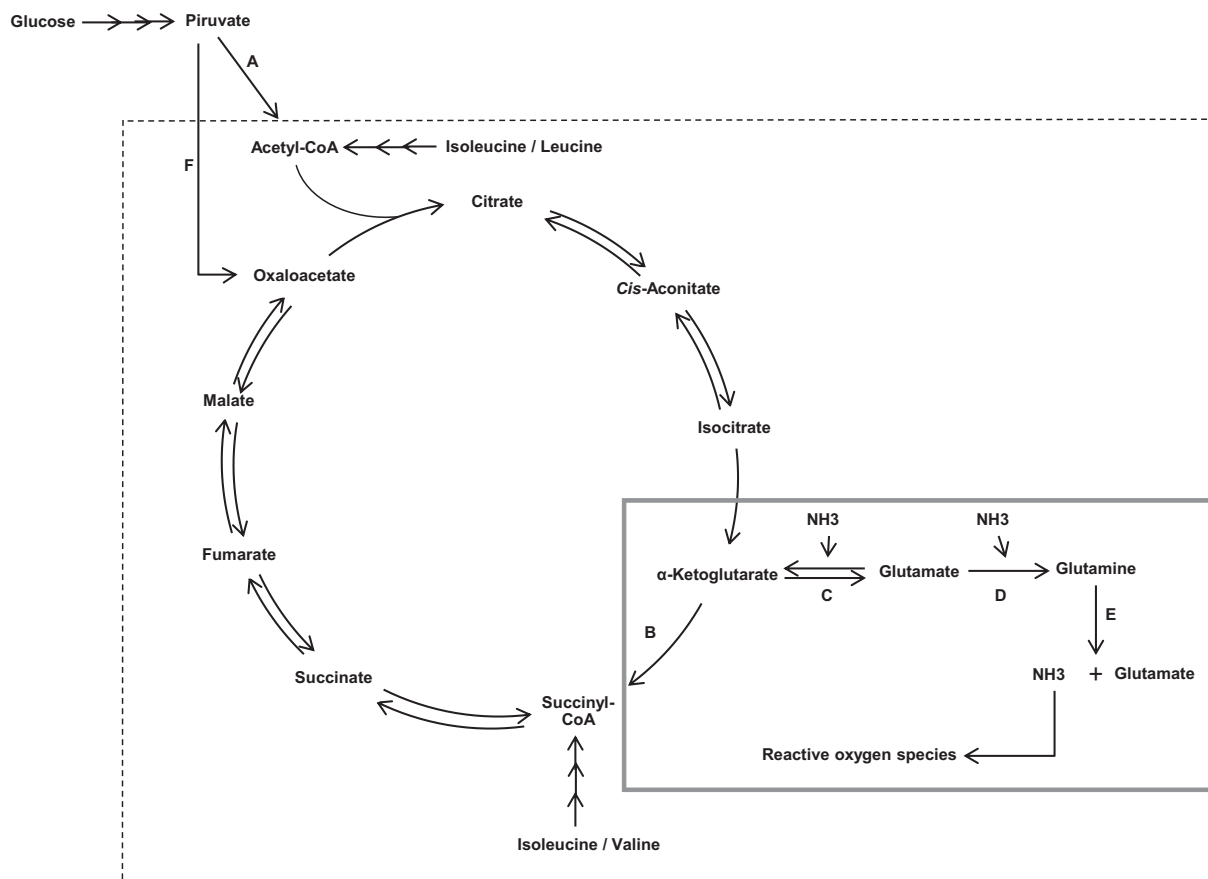 Glucose
Piruvate
A
Acetyl-CoA
Isoleucine / Leucine
F
Citrate
Oxaloacetate
Cis-Aconitate
Malate
Isocitrate
NH3
NH3
Fumarate
α-Ketoglutarate
Glutamate
Glutamine
C
D
E
B
Succinate
NH3 + Glutamate
Succinyl-
CoA
Reactive oxygen species
Isoleucine / Valine